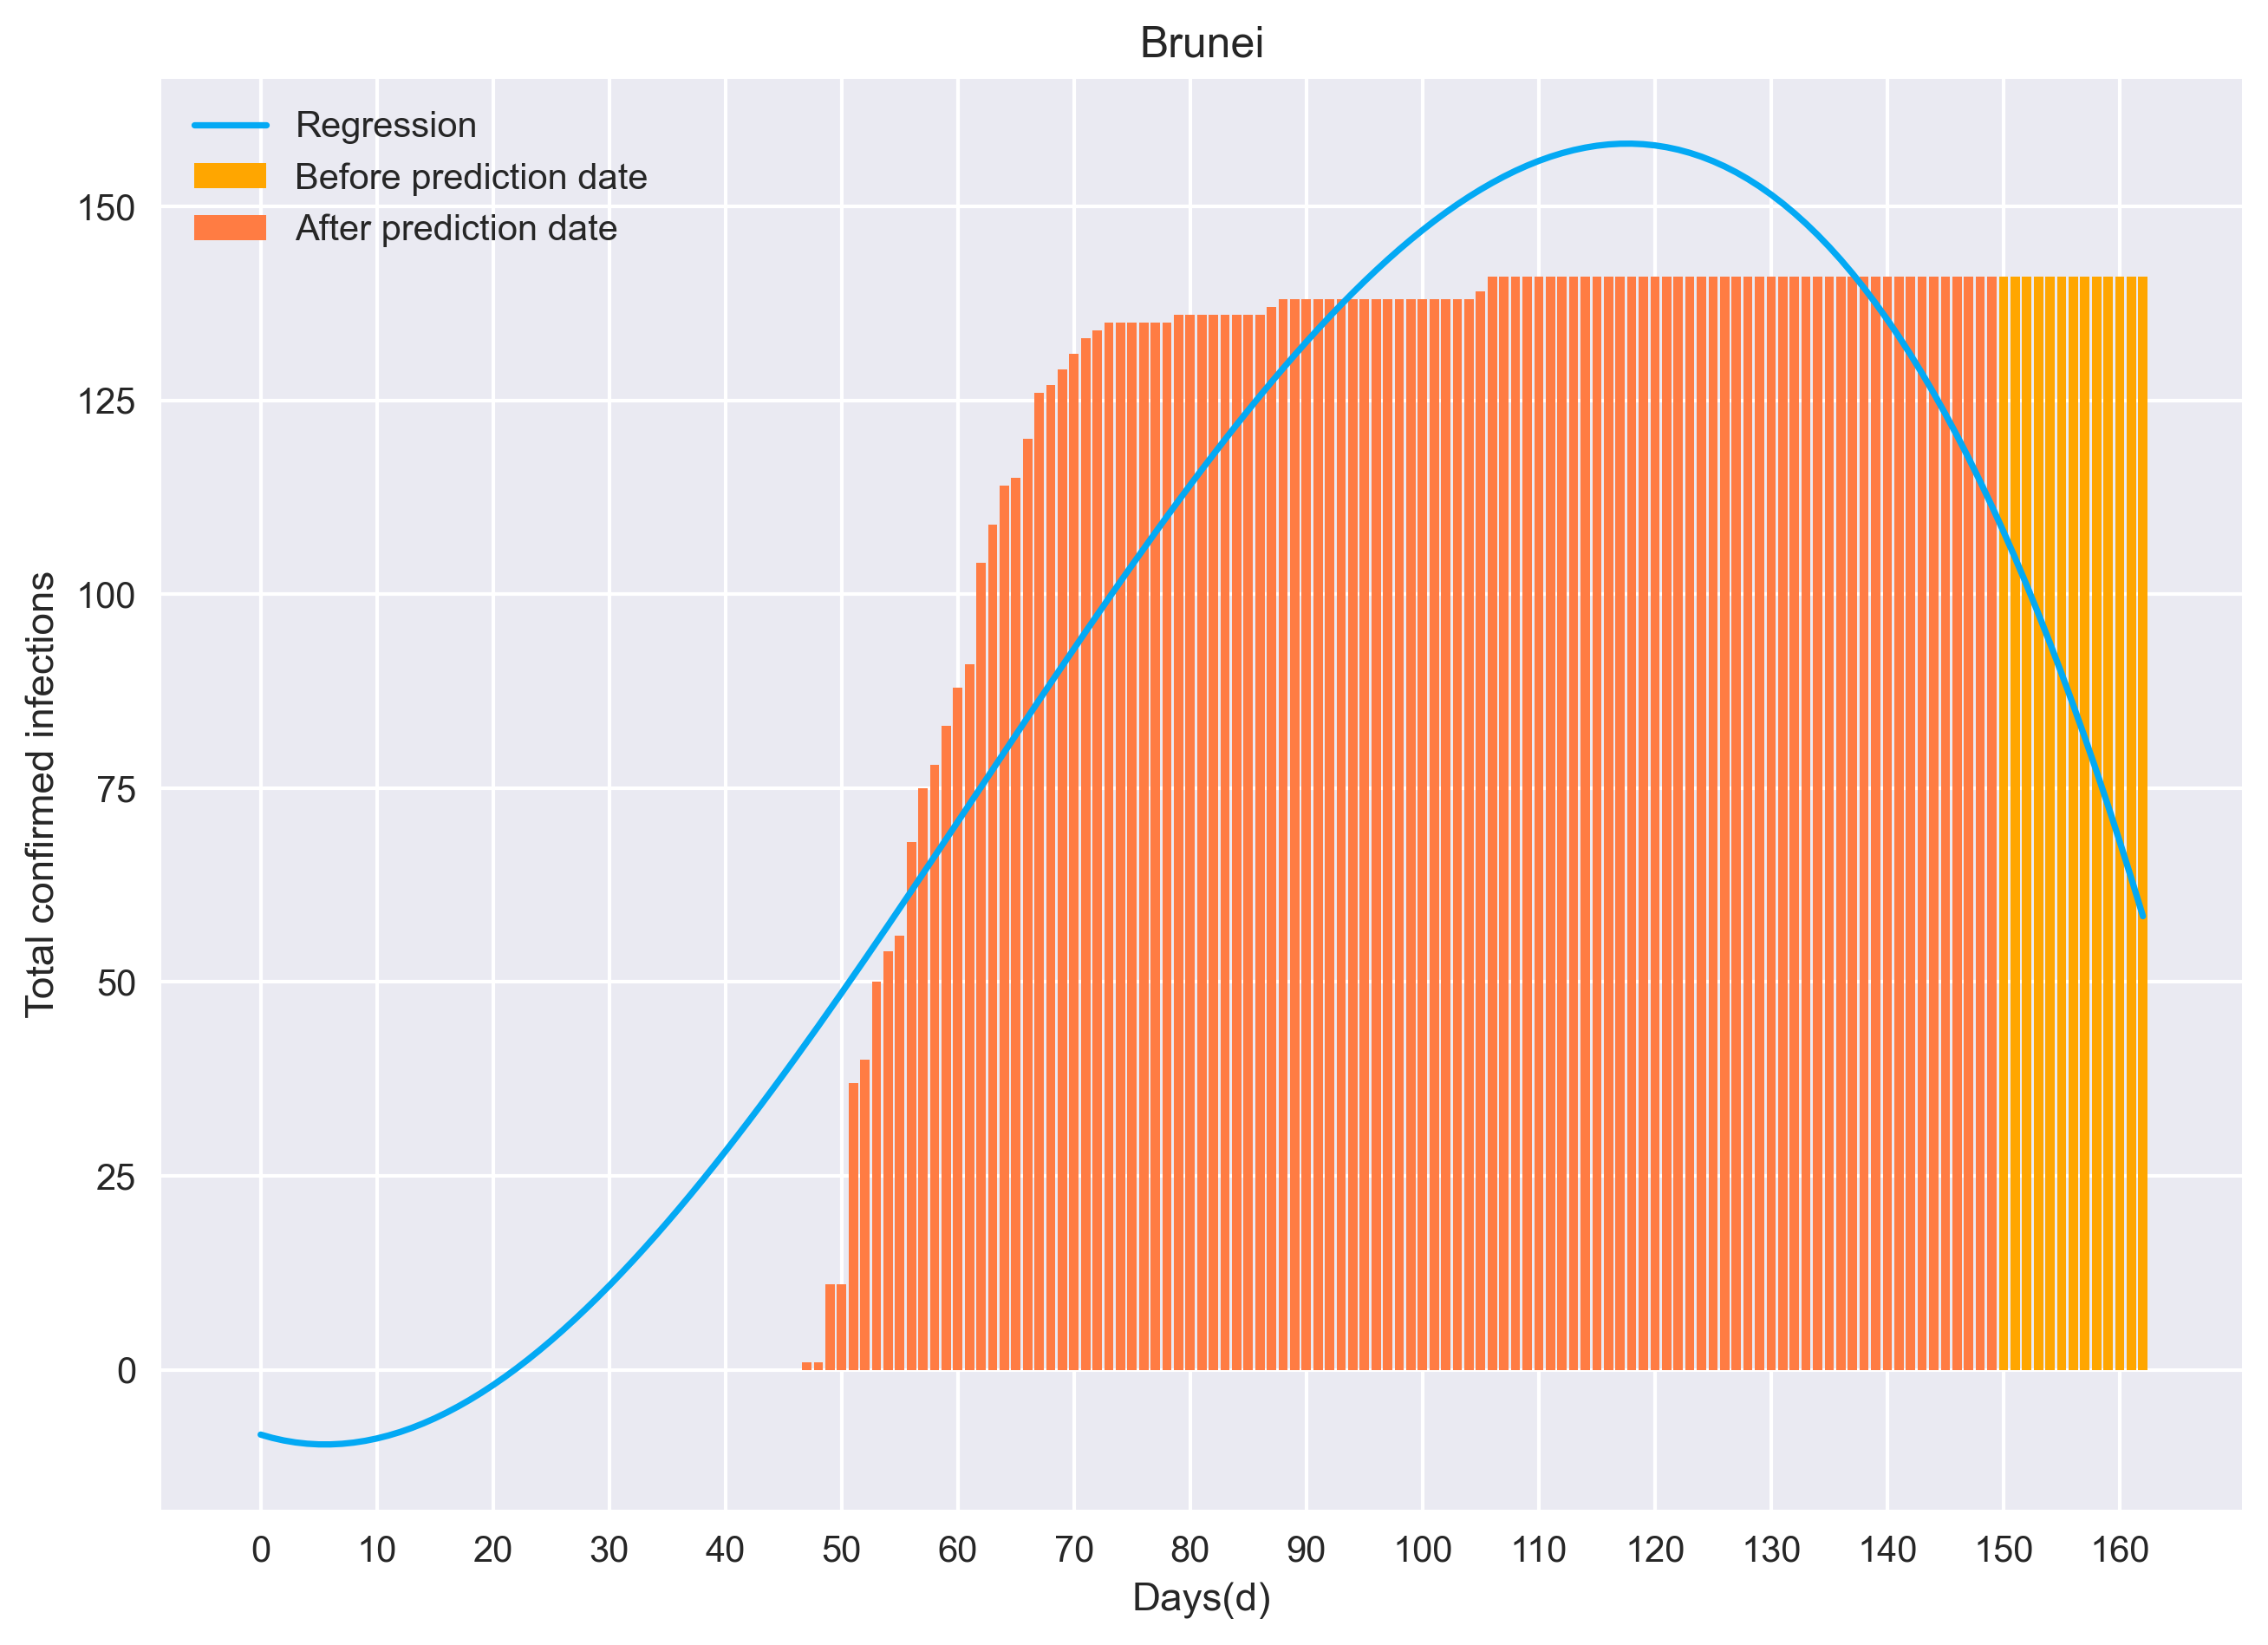 Brunei
Regression
Before prediction date
After prediction date
150
125
100
75
50
25
0
Total confirmed infections
0 10 20 30 40 50 60 70 80 90 100 110 120 130 140 150 160
Days(d)